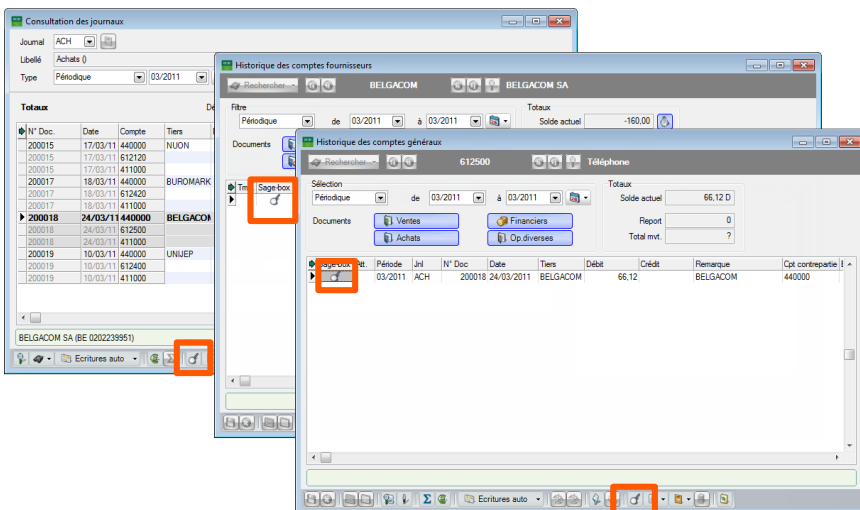 Consultation des journaux
Journal ACH
Libellé Achats ()
Type Périodique 03/2011
Totaux
N° Doc. Date Compte Tiers
200015 17/03/11 440000 NUON
200015 17/03/11 612120
200015 17/03/11 411000
200017 18/03/11 440000 BUROMARK
200017 18/03/11 612420
200017 18/03/11 411000
200018 24/03/11 440000 BELGACOM
200018 24/03/11 612500
200018 24/03/11 411000
200019 10/03/11 440000 UNIJEP
200019 10/03/11 612400
200019 10/03/11 411000
BELGACOM SA (BE 0202239951)
Ecritures auto
Historique des comptes fournisseurs
Rechercher BELGACOM BELGACOM SA
Filtre Totaux
Périodique de 03/2011 à 03/2011 Solde actuel -160,00
Documents
Sage-box
Historique des comptes généraux
Rechercher 612500 Téléphone
Sélection Totaux
Périodique de 03/2011 à 03/2011 Solde actuel 66,12 D
Documents Ventes Financiers Report 0
Achats Op.diverses Total mvt. ?
Sage-box Att. Période Jnl N° Doc Date Tiers Débit Crédit Remarque Cpt contrepartie
03/2011 ACH 200018 24/03/2011 BELGACOM 66,12 BELGACOM 440000
Ecritures auto